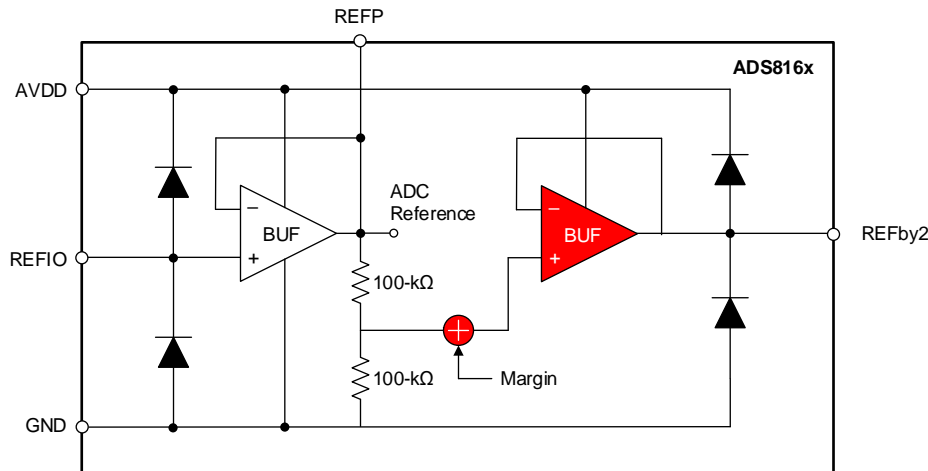 REFP
ADS816x
AVDD
ADC
Reference
−
BUF
+
−
BUF
+
REFIO
REFby2
100-kΩ
+
100-kΩ
Margin
GND